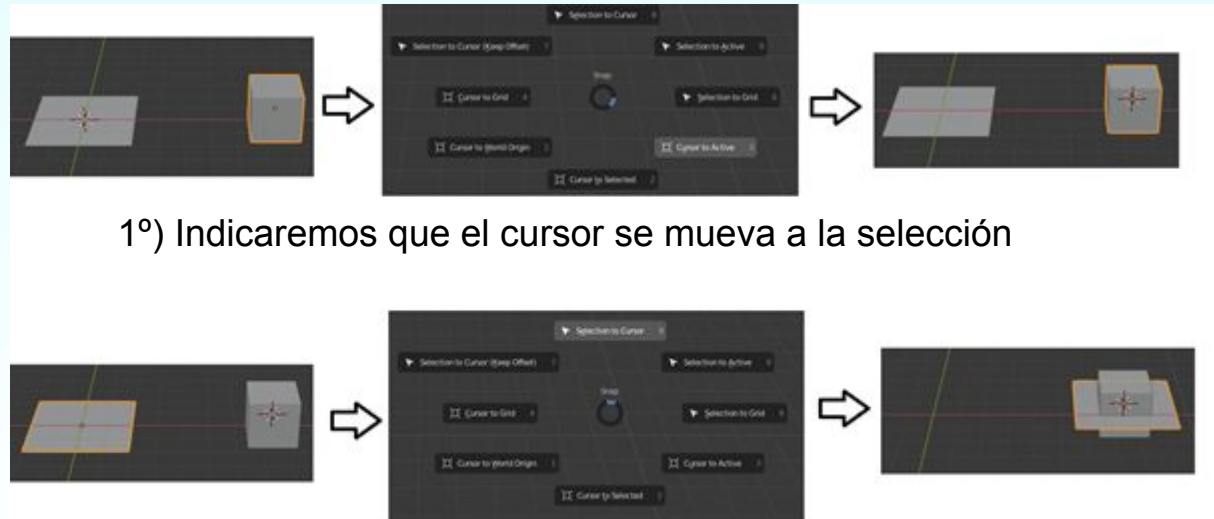 Selection to Cursor
Selection to Cursor (Keep Offset)
Selection to Active
Snap
Cursor to Grid
Selection to Grid
Cursor to World Origin
Cursor to Active
Cursor to Selected
1º) Indicaremos que el cursor se mueva a la selección
Selection to Cursor
Selection to Cursor (Keep Offset)
Selection to Active
Snap
Cursor to Grid
Selection to Grid
Cursor to World Origin
Cursor to Active
Cursor to Selected